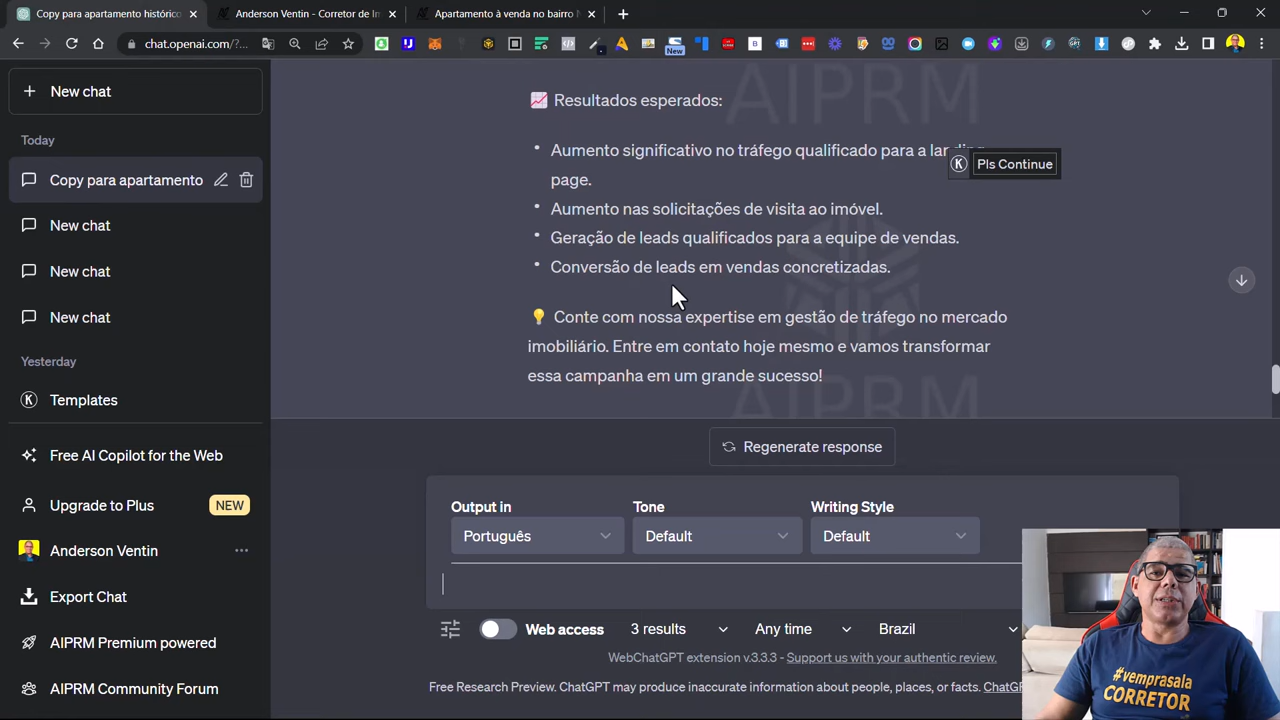 Copy para apartamento histórico
Anderson Ventin - Corretor de Im
Apartamento à venda no bairro
chat.openai.com/?...
New
New chat
Today
Copy para apartamento
New chat
New chat
New chat
Yesterday
Templates
Free AI Copilot for the Web
Upgrade to Plus NEW
Anderson Ventin
Export Chat
AIPRM Premium powered
AIPRM Community Forum
AIPRM
📈 Resultados esperados:
• Aumento significativo no tráfego qualificado para a landing
page.
K Pls Continue
• Aumento nas solicitações de visita ao imóvel.
• Geração de leads qualificados para a equipe de vendas.
• Conversão de leads em vendas concretizadas.
💡 Conte com nossa expertise em gestão de tráfego no mercado
imobiliário. Entre em contato hoje mesmo e vamos transformar
essa campanha em um grande sucesso!
AIPRM
Regenerate response
Output in Tone Writing Style
Português Default Default
Web access 3 results Any time Brazil
WebChatGPT extension v.3.3.3 - Support us with your authentic review.
Free Research Preview. ChatGPT may produce inaccurate information about people, places, or facts. ChatG
#vemprasala
CORRETOR